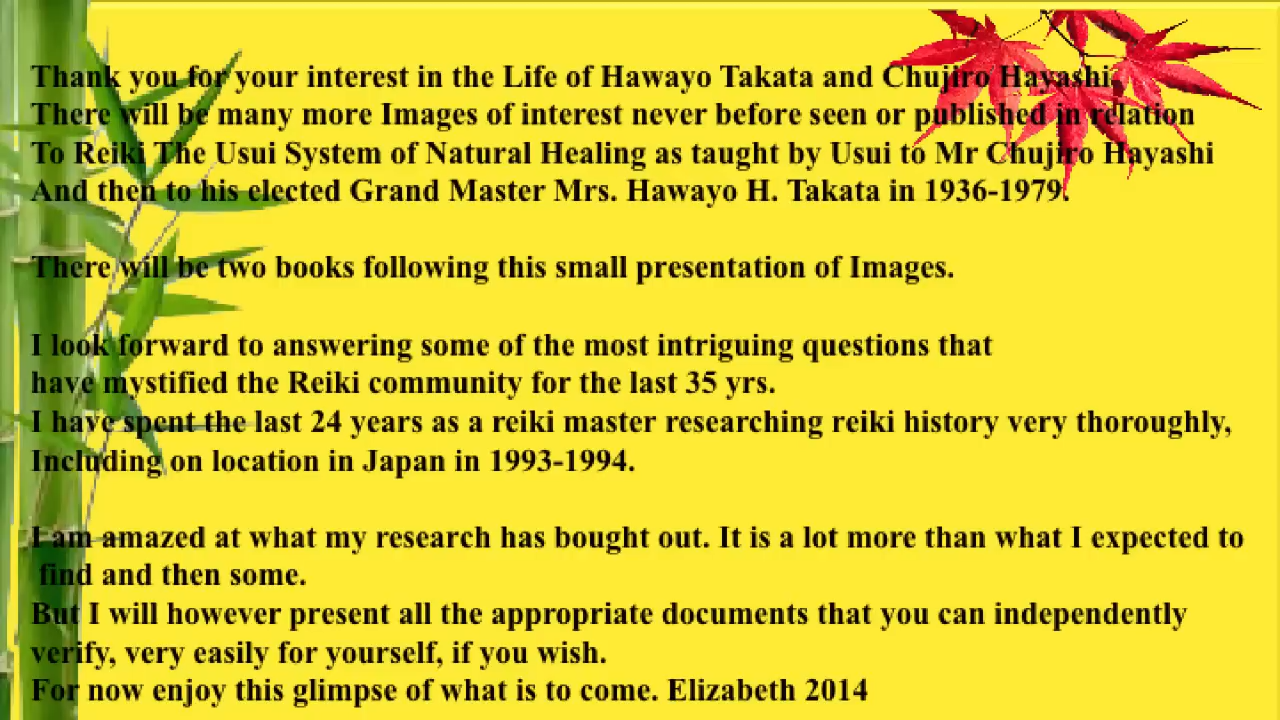 Thank you for your interest in the Life of Hawayo Takata and Chujiro Hayashi,
There will be many more Images of interest never before seen or published in relation
To Reiki The Usui System of Natural Healing as taught by Usui to Mr Chujiro Hayashi
And then to his elected Grand Master Mrs. Hawayo H. Takata in 1936-1979.
There will be two books following this small presentation of Images.
I look forward to answering some of the most intriguing questions that
have mystified the Reiki community for the last 35 yrs.
I have spent the last 24 years as a reiki master researching reiki history very thoroughly,
Including on location in Japan in 1993-1994.
I am amazed at what my research has bought out. It is a lot more than what I expected to
find and then some.
But I will however present all the appropriate documents that you can independently
verify, very easily for yourself, if you wish.
For now enjoy this glimpse of what is to come. Elizabeth 2014